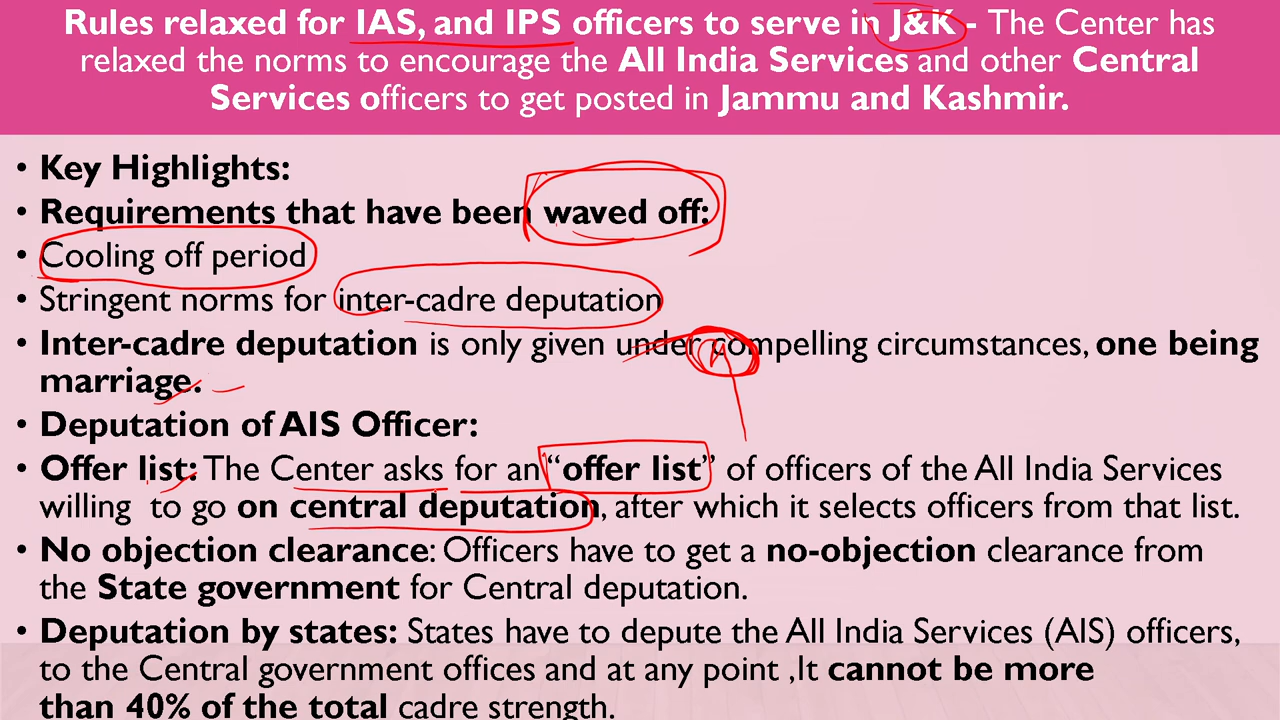 Rules relaxed for IAS, and IPS officers to serve in J&K - The Center has
relaxed the norms to encourage the All India Services and other Central
Services officers to get posted in Jammu and Kashmir.
• Key Highlights:
• Requirements that have been waved off:
• Cooling off period
• Stringent norms for inter-cadre deputation
• Inter-cadre deputation is only given under compelling circumstances, one being
marriage.
• Deputation of AIS Officer:
• Offer list: The Center asks for an “offer list” of officers of the All India Services
willing to go on central deputation, after which it selects officers from that list.
• No objection clearance: Officers have to get a no-objection clearance from
the State government for Central deputation.
• Deputation by states: States have to depute the All India Services (AIS) officers,
to the Central government offices and at any point ,It cannot be more
than 40% of the total cadre strength.